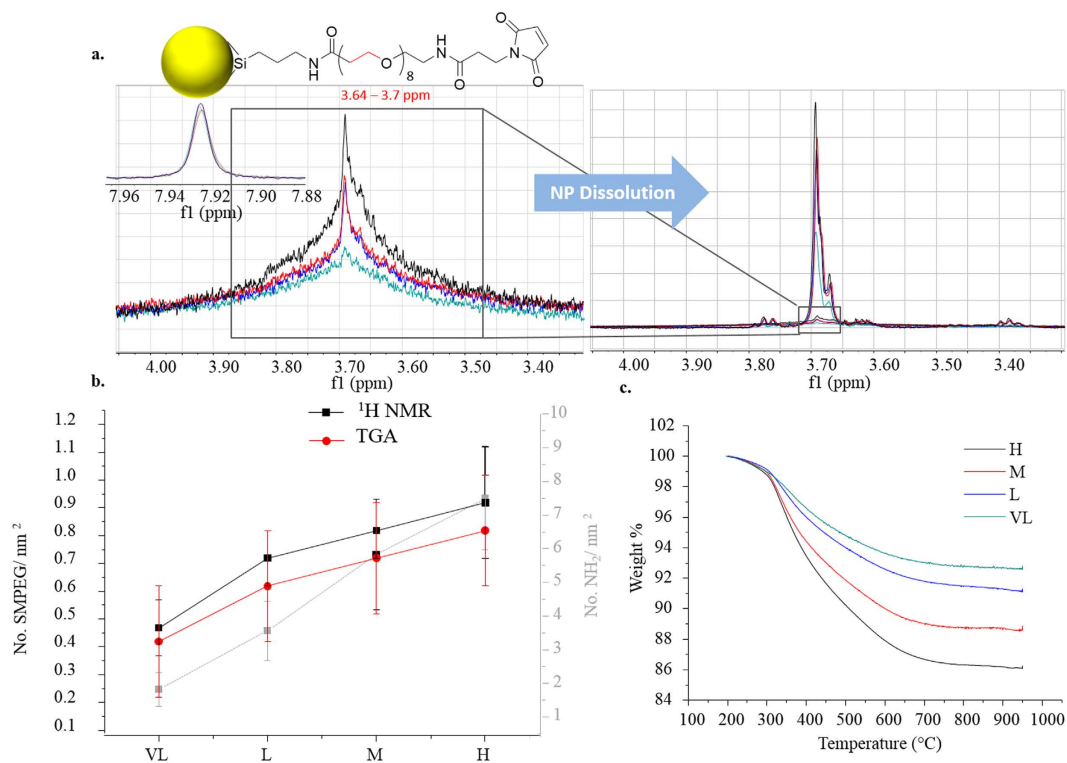 a.
Si
N
H
O
O
8
H
N
O
N
O
O
3.64 – 3.7 ppm
7.96 7.94 7.92 7.90 7.88
f1 (ppm)
NP Dissolution
4.00 3.90 3.80 3.70 3.60 3.50 3.40
f1 (ppm)
4.00 3.90 3.80 3.70 3.60 3.50 3.40
f1 (ppm)
b.
¹H NMR
TGA
No. SMPEG/ nm ²
1.2
1.1
1.0
0.9
0.8
0.7
0.6
0.5
0.4
0.3
0.2
0.1
VL L M H
10
9
8
7
6
5
4
3
2
1
No. NH₂/ nm ²
c.
H
M
L
VL
Weight %
100
98
96
94
92
90
88
86
84
100 200 300 400 500 600 700 800 900 1000
Temperature (°C)